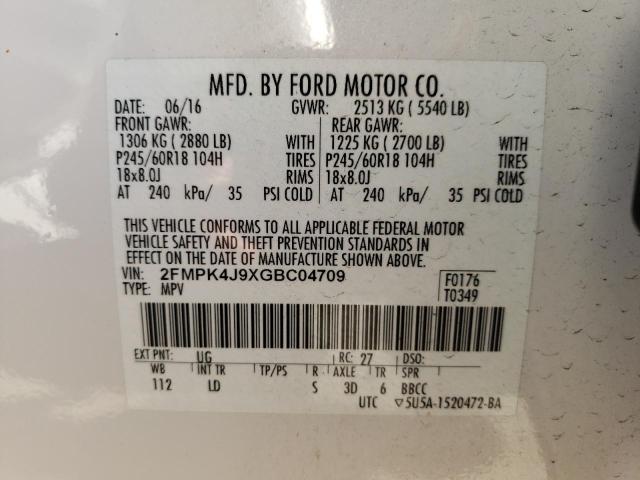 MFD. BY FORD MOTOR CO.
DATE: 06/16 GVWR: 2513 KG ( 5540 LB)
FRONT GAWR: REAR GAWR:
1306 KG ( 2880 LB) WITH 1225 KG ( 2700 LB) WITH
P245/60R18 104H TIRES P245/60R18 104H TIRES
18x8.0J RIMS 18x8.0J RIMS
AT 240 kPa/ 35 PSI COLD AT 240 kPa/ 35 PSI COLD
THIS VEHICLE CONFORMS TO ALL APPLICABLE FEDERAL MOTOR
VEHICLE SAFETY AND THEFT PREVENTION STANDARDS IN
EFFECT ON THE DATE OF MANUFACTURE SHOWN ABOVE.
VIN: 2FMPK4J9XGBC04709 F0176
TYPE: MPV T0349
EXT PNT: UG RC: 27 DSO:
WB INT TR TP/PS R AXLE TR SPR
112 LD S 3D 6 BBCC
UTC ▽5U5A-1520472-BA